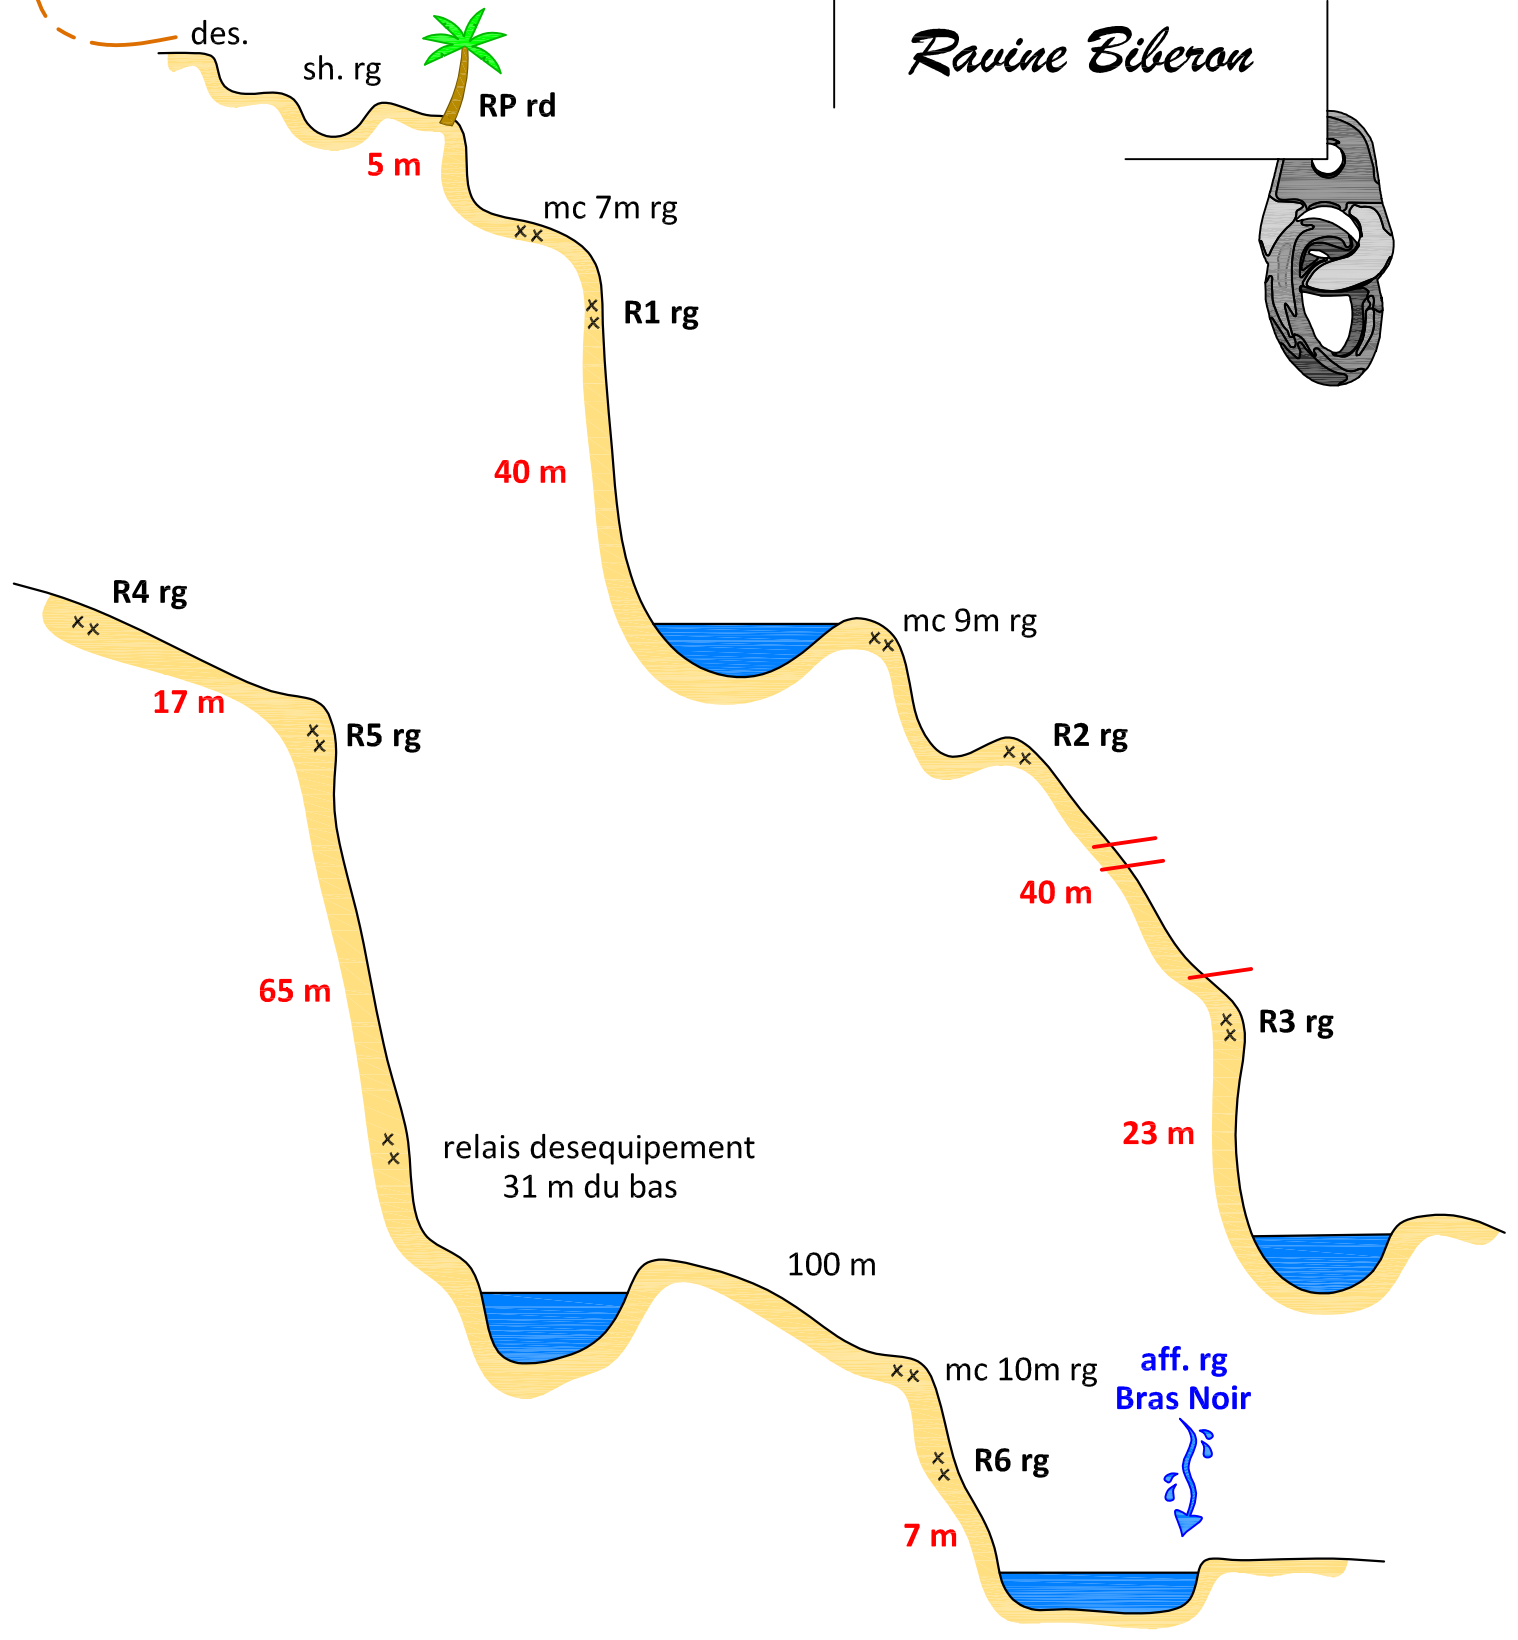 Ravine Biberon
des.
sh. rg
RP rd
5 m
mc 7m rg
R1 rg
40 m
mc 9m rg
R2 rg
40 m
R3 rg
23 m
R4 rg
17 m
R5 rg
65 m
relais desequipement
31 m du bas
100 m
mc 10m rg
R6 rg
7 m
aff. rg
Bras Noir